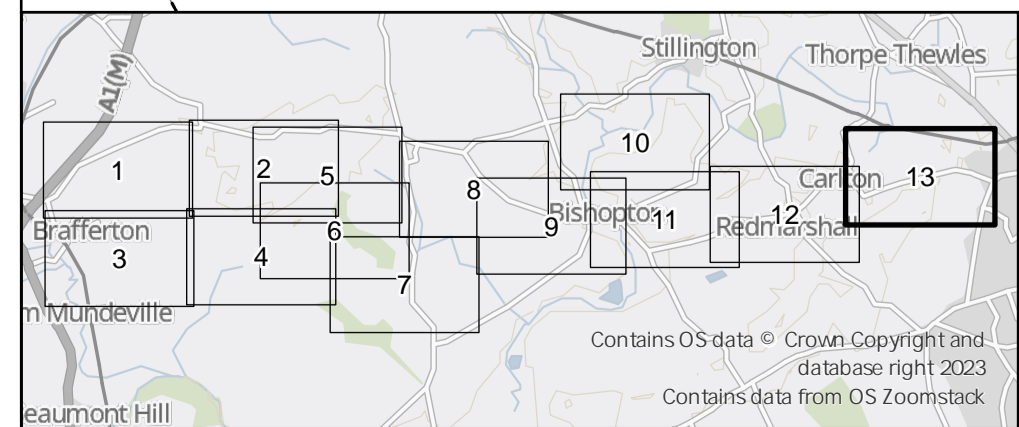 Stillington
Thorpe Thewles
A1(M)
10
1
2
5
13
Carlton
8
Bishopton
11
12
Redmarshall
9
Brafferton
6
3
4
7
m Mundeville
Contains OS data © Crown Copyright and
database right 2023
Contains data from OS Zoomstack
eaumont Hill